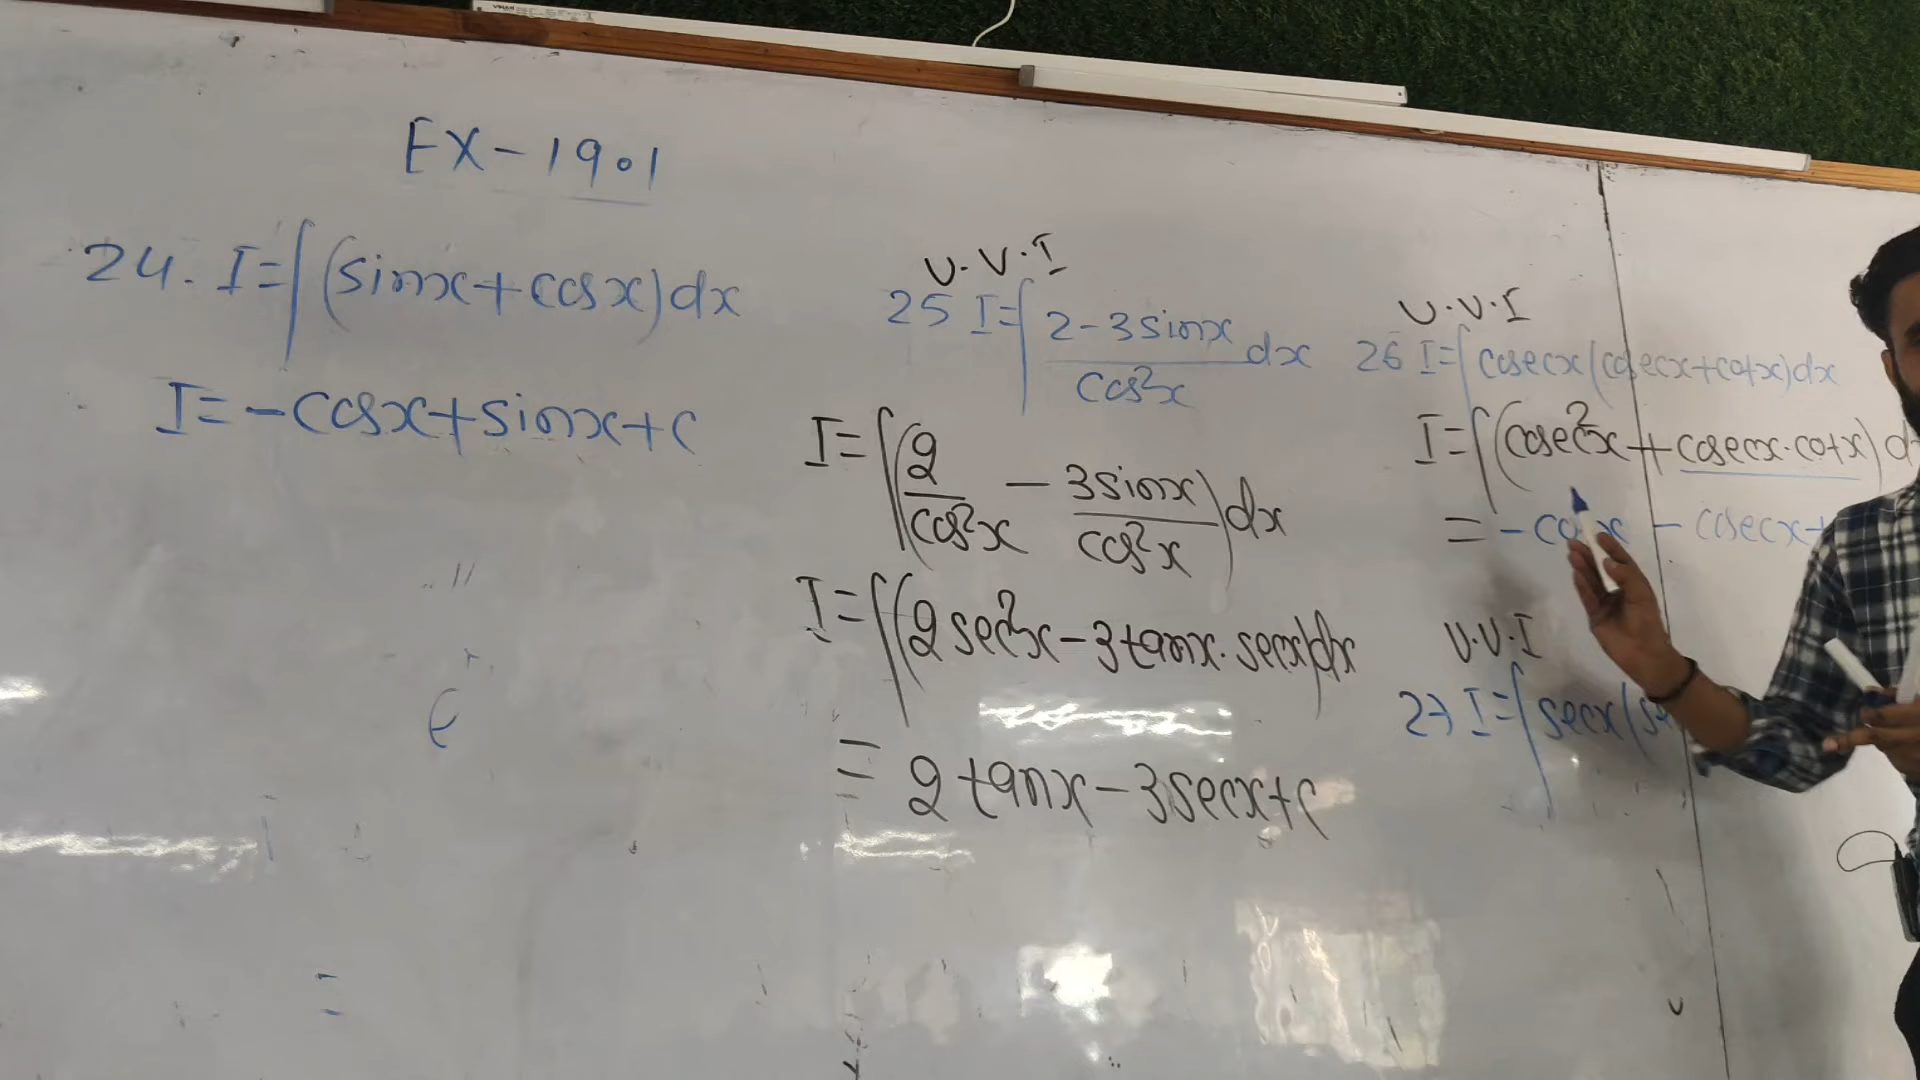 EX-19.1
24. I=∫(sinx+cosx)dx
I=-cosx+sinx+c
V.V.I
25 I=∫ 2-3sinx/cos²x dx
I=∫(2/cos²x - 3sinx/cos²x)dx
I=∫(2sec²x-3tanx.secx)dx
= 2tanx-3secx+c
V.V.I
26 I=∫cosecx(cosecx+cotx)dx
I=∫(cosec²x+cosecx.cotx)
= - - cosecx+
V.V.I
27 I=∫secx(